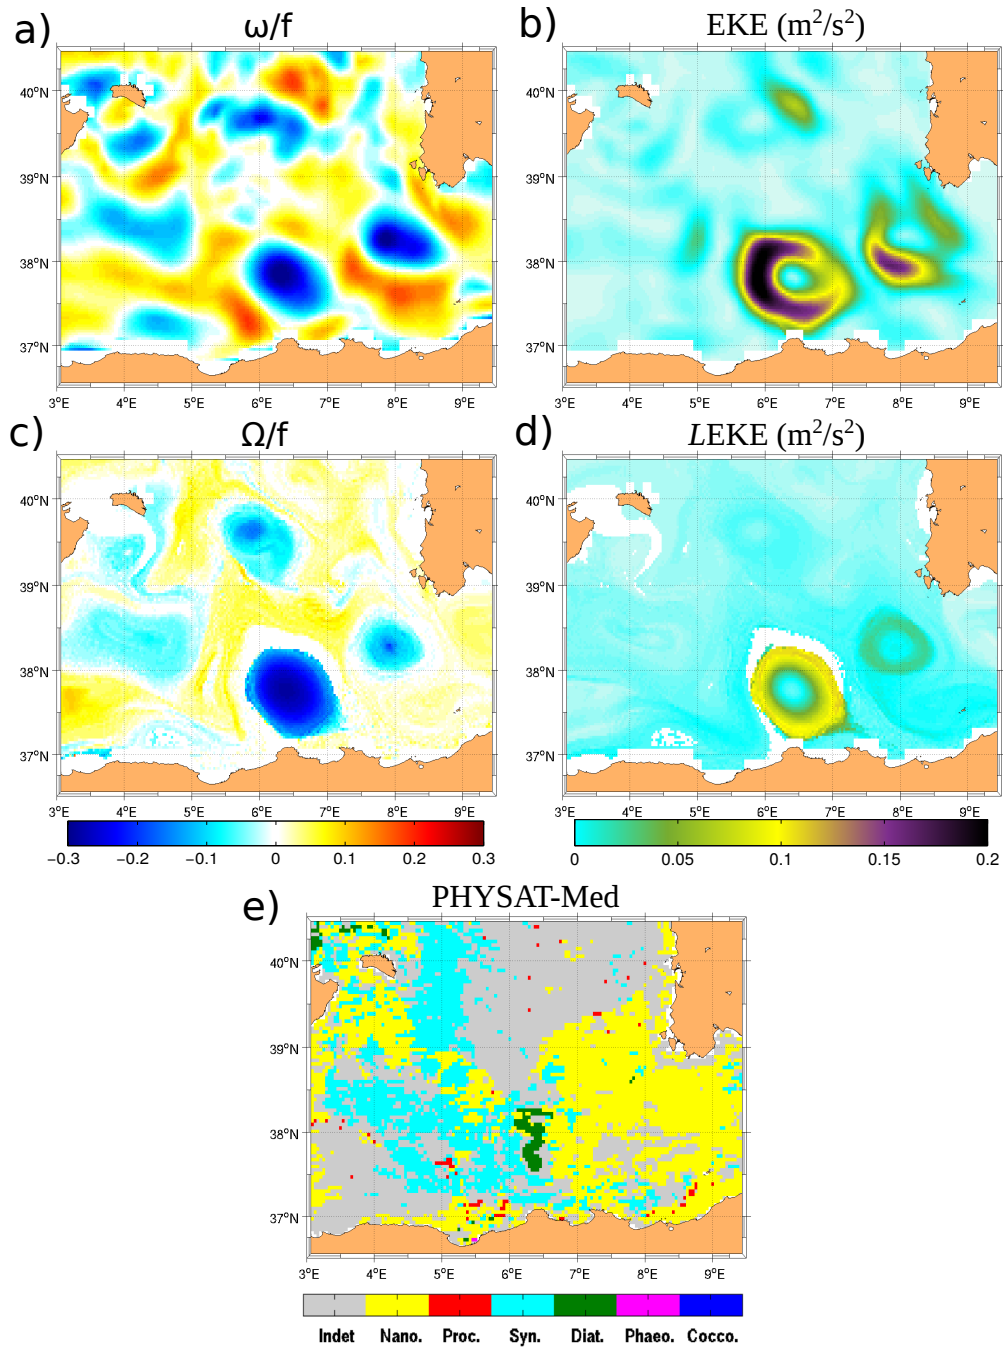 a) ω/f
b) EKE (m²/s²)
40°N
39°N
38°N
37°N
3°E 4°E 5°E 6°E 7°E 8°E 9°E
40°N
39°N
38°N
37°N
3°E 4°E 5°E 6°E 7°E 8°E 9°E
c) Ω/f
d) LEKE (m²/s²)
40°N
39°N
38°N
37°N
3°E 4°E 5°E 6°E 7°E 8°E 9°E
40°N
39°N
38°N
37°N
3°E 4°E 5°E 6°E 7°E 8°E 9°E
−0.3 −0.2 −0.1 0 0.1 0.2 0.3
0 0.05 0.1 0.15 0.2
e) PHYSAT-Med
40°N
39°N
38°N
37°N
3°E 4°E 5°E 6°E 7°E 8°E 9°E
Indet Nano. Proc. Syn. Diat. Phaeo. Cocco.